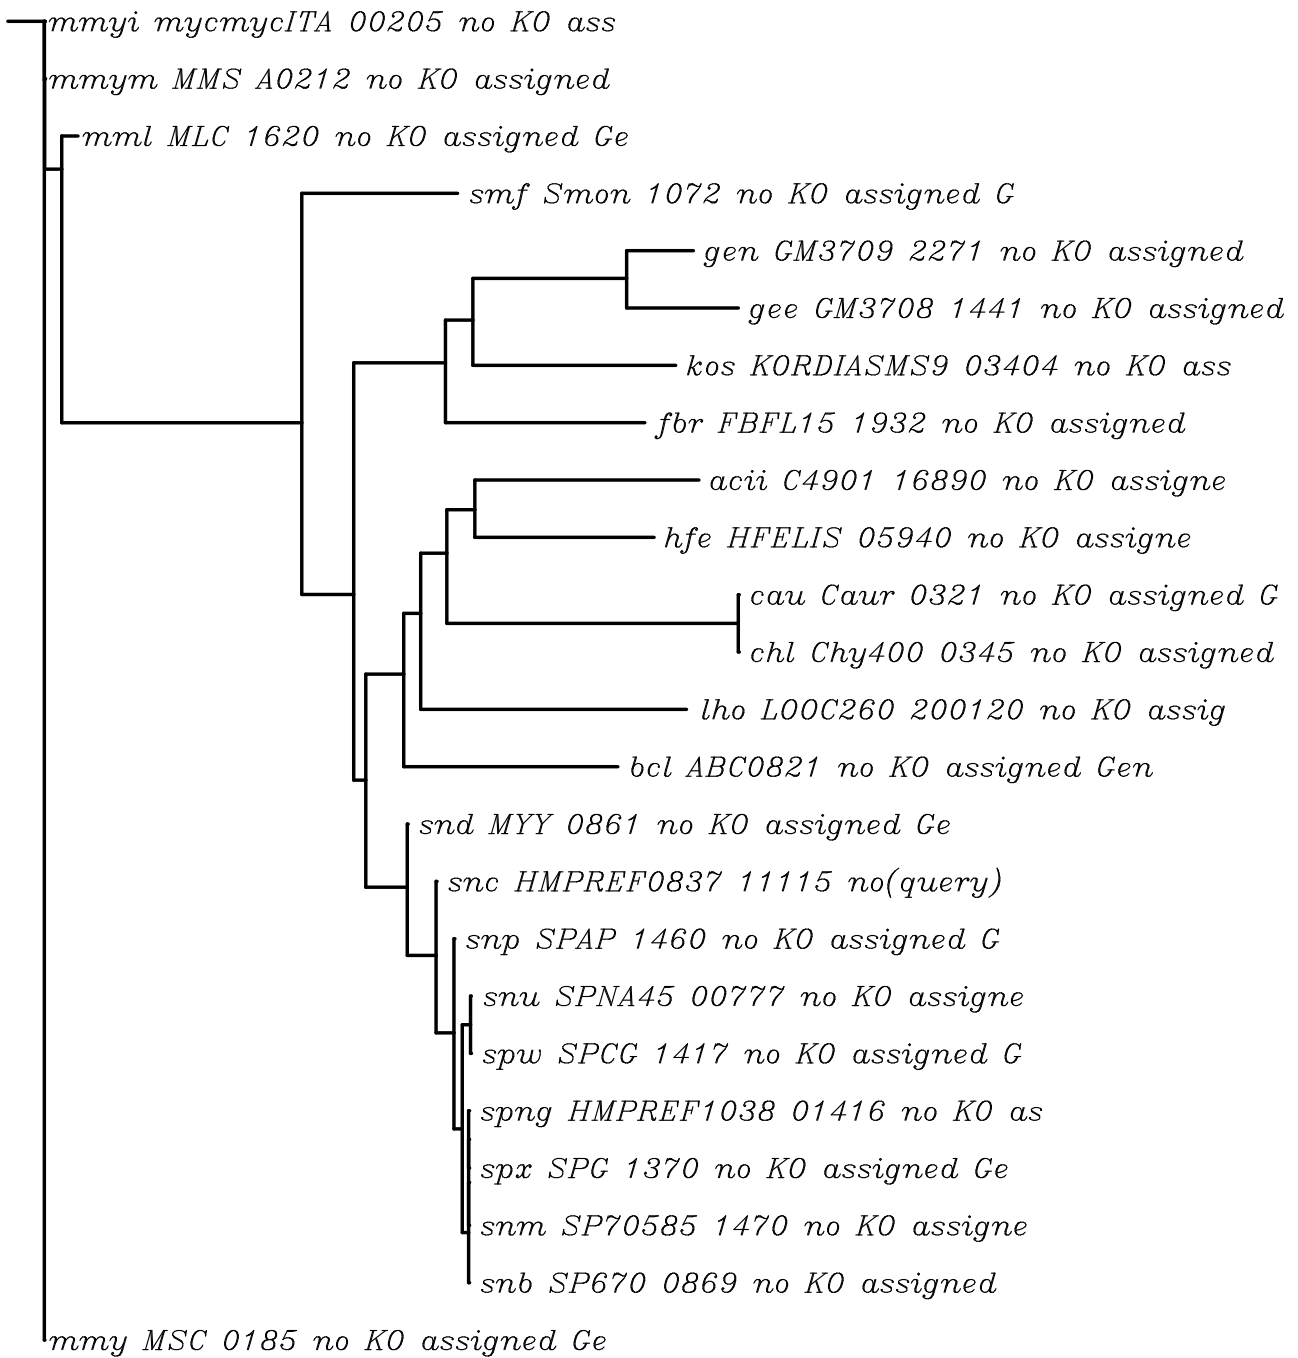 mmyi mycmycITA 00205 no KO ass
mmym MMS A0212 no KO assigned
mml MLC 1620 no KO assigned Ge
smf Smon 1072 no KO assigned G
gen GM3709 2271 no KO assigned
gee GM3708 1441 no KO assigned
kos KORDIASMS9 03404 no KO ass
fbr FBFL15 1932 no KO assigned
acii C4901 16890 no KO assigne
hfe HFELIS 05940 no KO assigne
cau Caur 0321 no KO assigned G
chl Chy400 0345 no KO assigned
lho LOOC260 200120 no KO assig
bcl ABC0821 no KO assigned Gen
snd MYY 0861 no KO assigned Ge
snc HMPREF0837 11115 no(query)
snp SPAP 1460 no KO assigned G
snu SPNA45 00777 no KO assigne
spw SPCG 1417 no KO assigned G
spng HMPREF1038 01416 no KO as
spx SPG 1370 no KO assigned Ge
snm SP70585 1470 no KO assigne
snb SP670 0869 no KO assigned
mmy MSC 0185 no KO assigned Ge